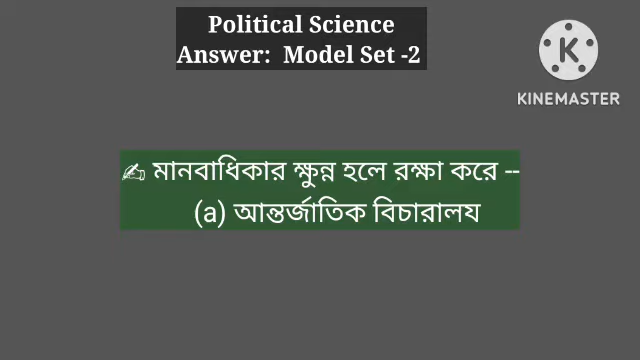 Political Science
Answer: Model Set -2
KINEMASTER
✍ মানবাধিকার ক্ষুন্ন হলে রক্ষা করে --
(a) আন্তর্জাতিক বিচারালয